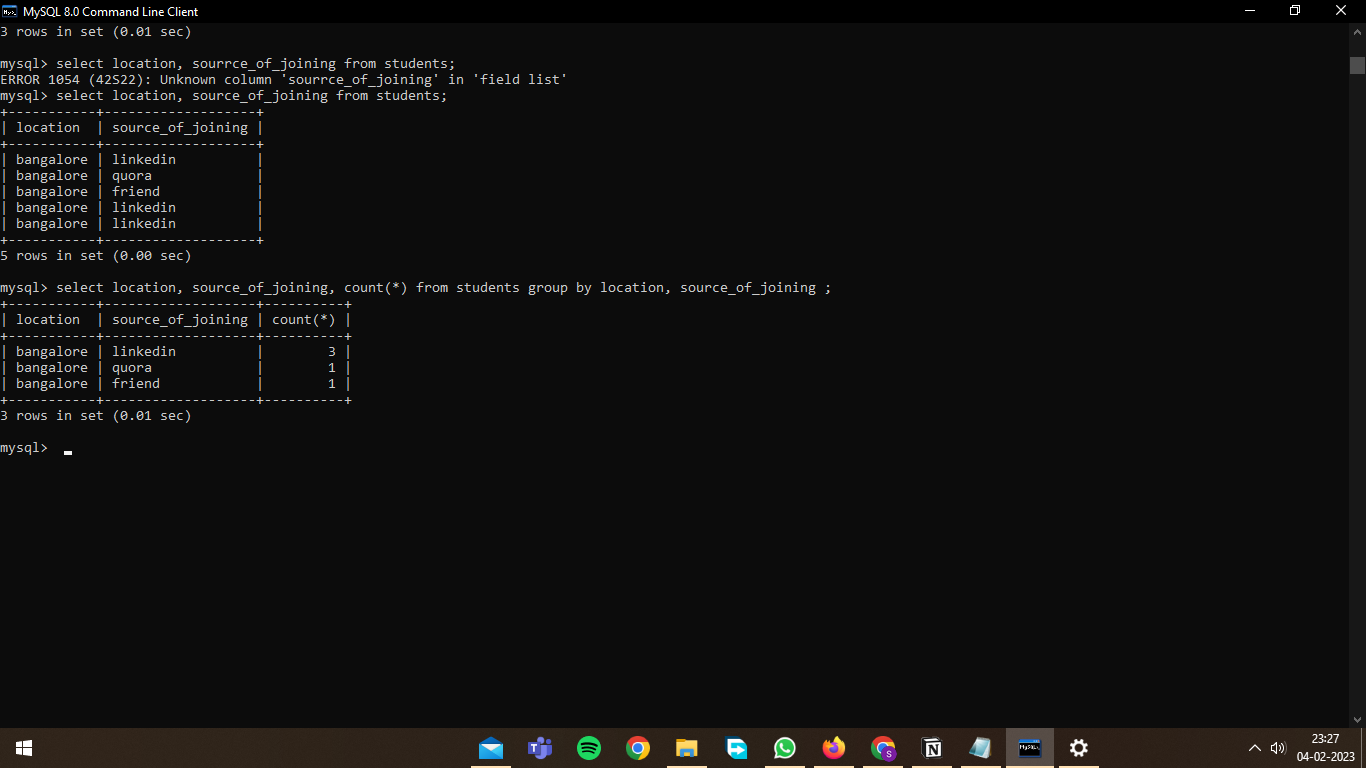 MySQL 8.0 Command Line Client
3 rows in set (0.01 sec)
mysql> select location, sourrce_of_joining from students;
ERROR 1054 (42S22): Unknown column 'sourrce_of_joining' in 'field list'
mysql> select location, source_of_joining from students;
+-----------+-------------------+
| location  | source_of_joining |
+-----------+-------------------+
| bangalore | linkedin          |
| bangalore | quora             |
| bangalore | friend            |
| bangalore | linkedin          |
| bangalore | linkedin          |
+-----------+-------------------+
5 rows in set (0.00 sec)
mysql> select location, source_of_joining, count(*) from students group by location, source_of_joining ;
+-----------+-------------------+----------+
| location  | source_of_joining | count(*) |
+-----------+-------------------+----------+
| bangalore | linkedin          |        3 |
| bangalore | quora             |        1 |
| bangalore | friend            |        1 |
+-----------+-------------------+----------+
3 rows in set (0.01 sec)
mysql>
23:27
04-02-2023